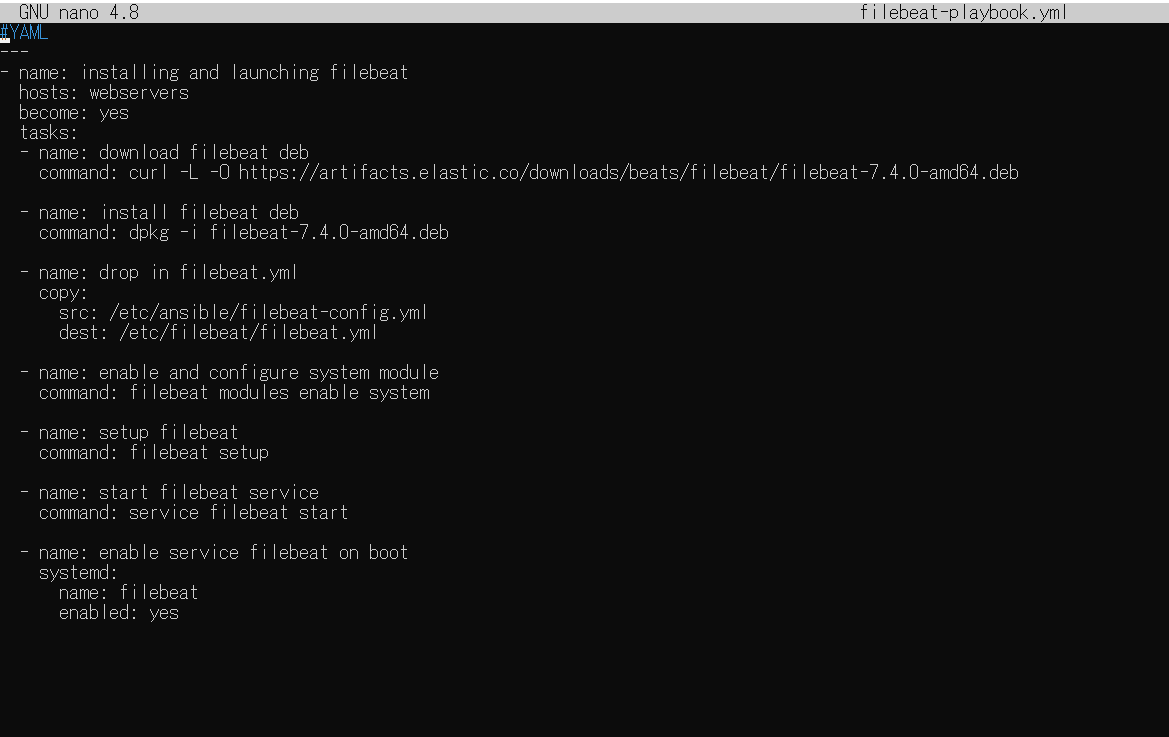 GNU nano 4.8 filebeat-playbook.yml
#YAML
---
- name: installing and launching filebeat
  hosts: webservers
  become: yes
  tasks:
  - name: download filebeat deb
    command: curl -L -O https://artifacts.elastic.co/downloads/beats/filebeat/filebeat-7.4.0-amd64.deb

  - name: install filebeat deb
    command: dpkg -i filebeat-7.4.0-amd64.deb

  - name: drop in filebeat.yml
    copy:
      src: /etc/ansible/filebeat-config.yml
      dest: /etc/filebeat/filebeat.yml

  - name: enable and configure system module
    command: filebeat modules enable system

  - name: setup filebeat
    command: filebeat setup

  - name: start filebeat service
    command: service filebeat start

  - name: enable service filebeat on boot
    systemd:
      name: filebeat
      enabled: yes